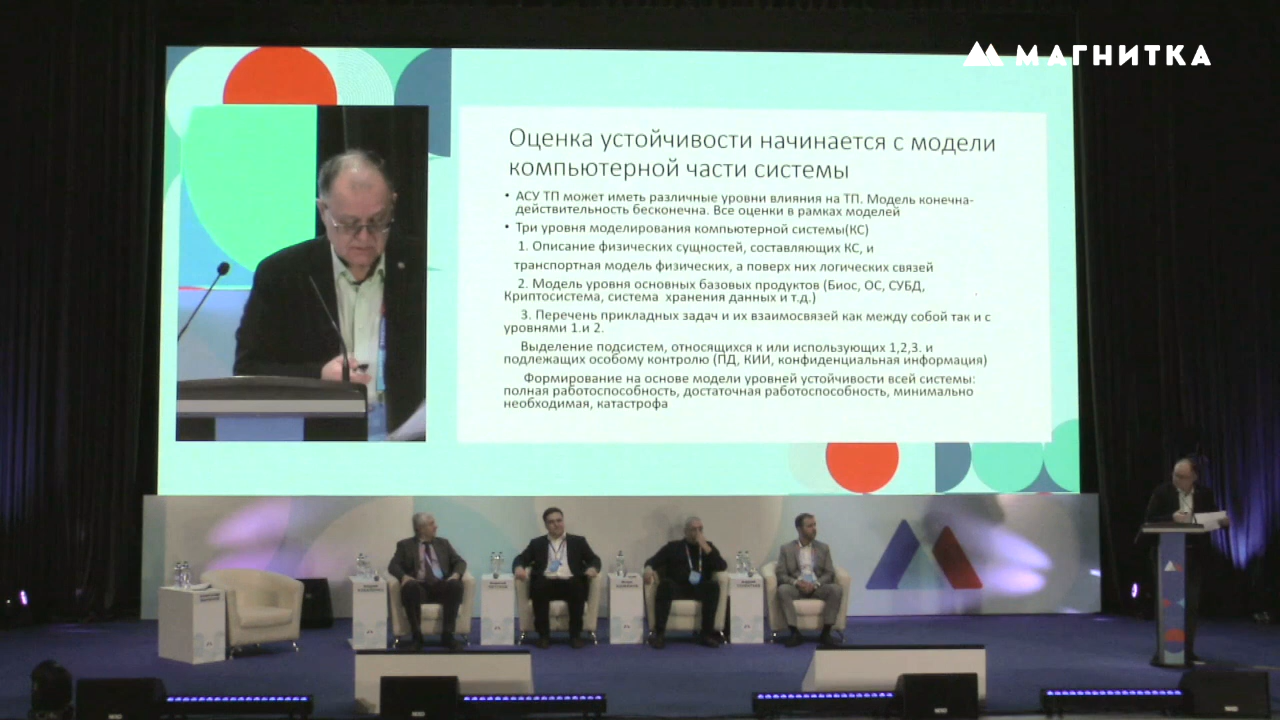 МАГНИТКА
Оценка устойчивости начинается с модели
компьютерной части системы
• АСУ ТП может иметь различные уровни влияния на ТП. Модель конечна-
действительность бесконечна. Все оценки в рамках моделей
• Три уровня моделирования компьютерной системы(КС)
1. Описание физических сущностей, составляющих КС, и
транспортная модель физических, а поверх них логических связей
2. Модель уровня основных базовых продуктов (Биос, ОС, СУБД,
Криптосистема, система хранения данных и т.д.)
3. Перечень прикладных задач и их взаимосвязей как между собой так и с
уровнями 1.и 2.
Выделение подсистем, относящихся к или использующих 1,2,3. и
подлежащих особому контролю (ПД, КИИ, конфиденциальная информация)
Формирование на основе модели уровней устойчивости всей системы:
полная работоспособность, достаточная работоспособность, минимально
необходимая, катастрофа